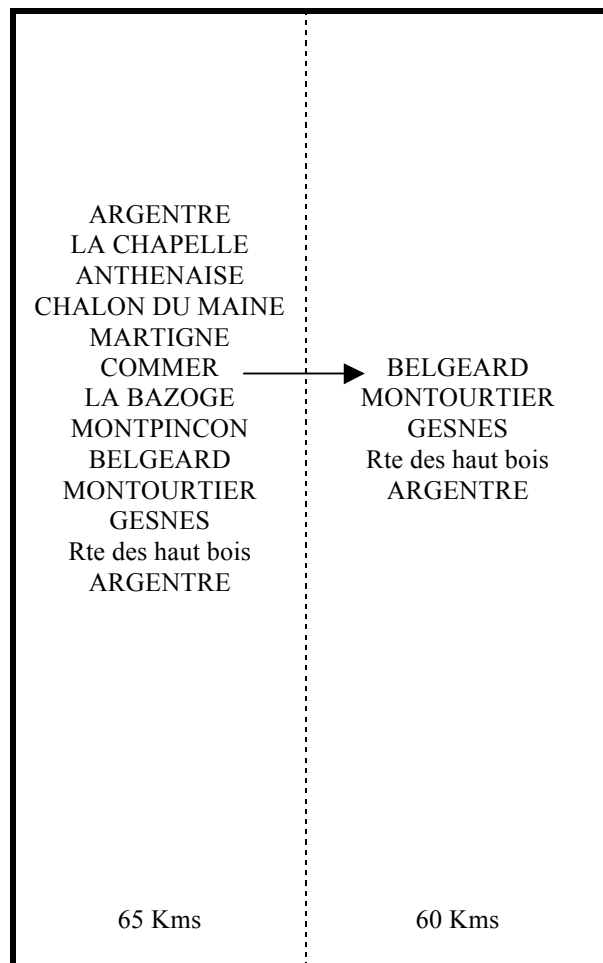 ARGENTRE
LA CHAPELLE
ANTHENAISE
CHALON DU MAINE
MARTIGNE
COMMER
LA BAZOGE
MONTPINCON
BELGEARD
MONTOURTIER
GESNES
Rte des haut bois
ARGENTRE
65 Kms
BELGEARD
MONTOURTIER
GESNES
Rte des haut bois
ARGENTRE
60 Kms